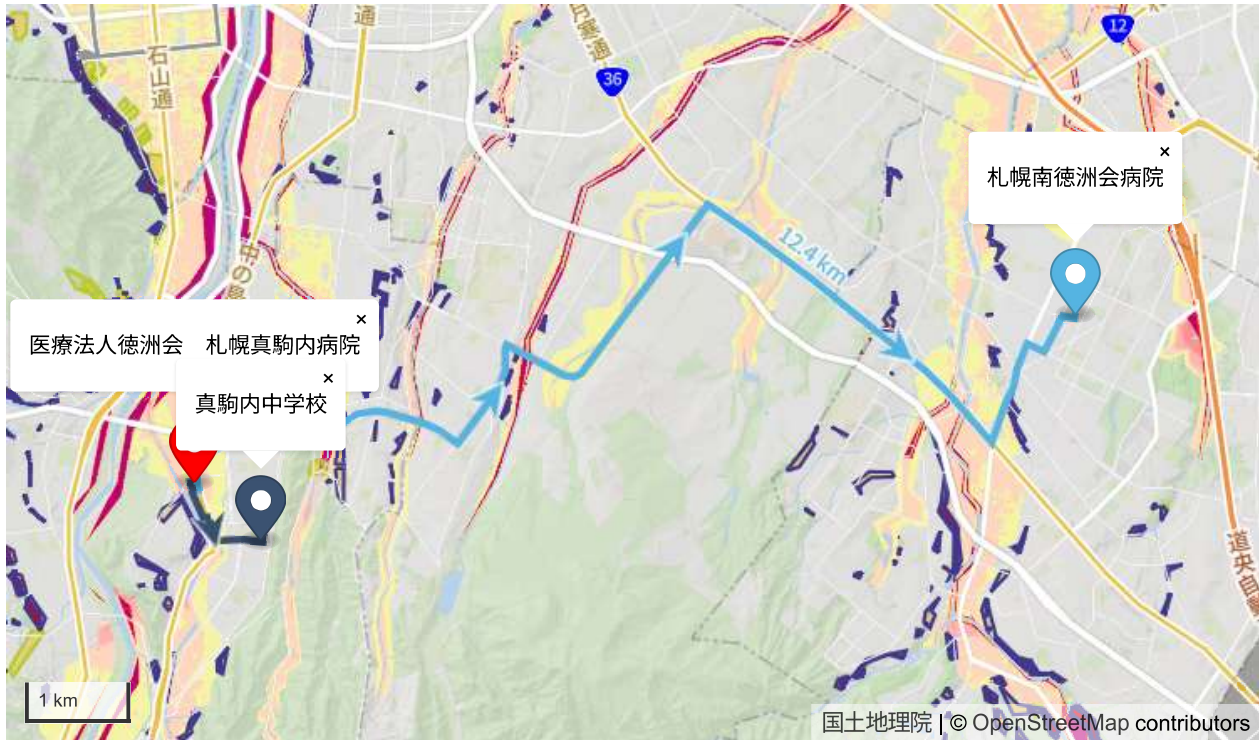 通
月寒通
12
石山通
36
×
札幌南徳洲会病院
12.4 km
中の
×
医療法人徳洲会 札幌真駒内病院
×
真駒内中学校
道央自
1 km
国土地理院 | © OpenStreetMap contributors